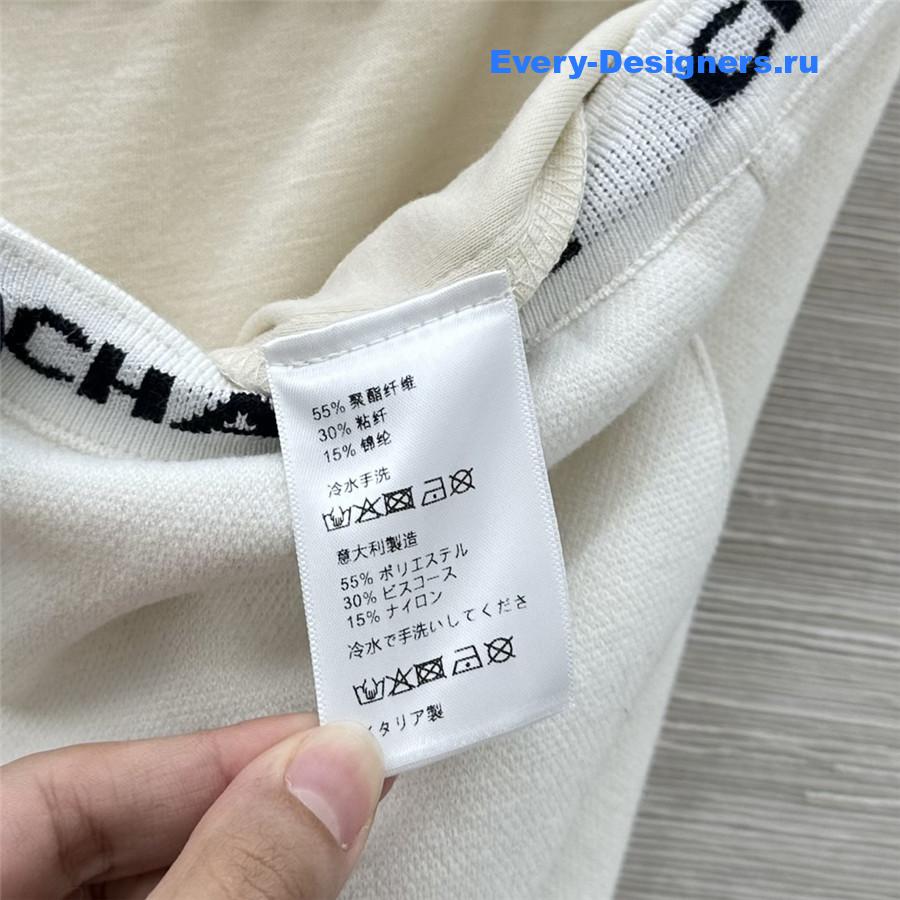 Every-Designers.ru
C
CHA
55% 聚酯纤维
30% 粘纤
15% 锦纶
冷水手洗
意大利製造
55% ポリエステル
30% ビスコース
15% ナイロン
冷水で手洗いしてくださ
タリア製